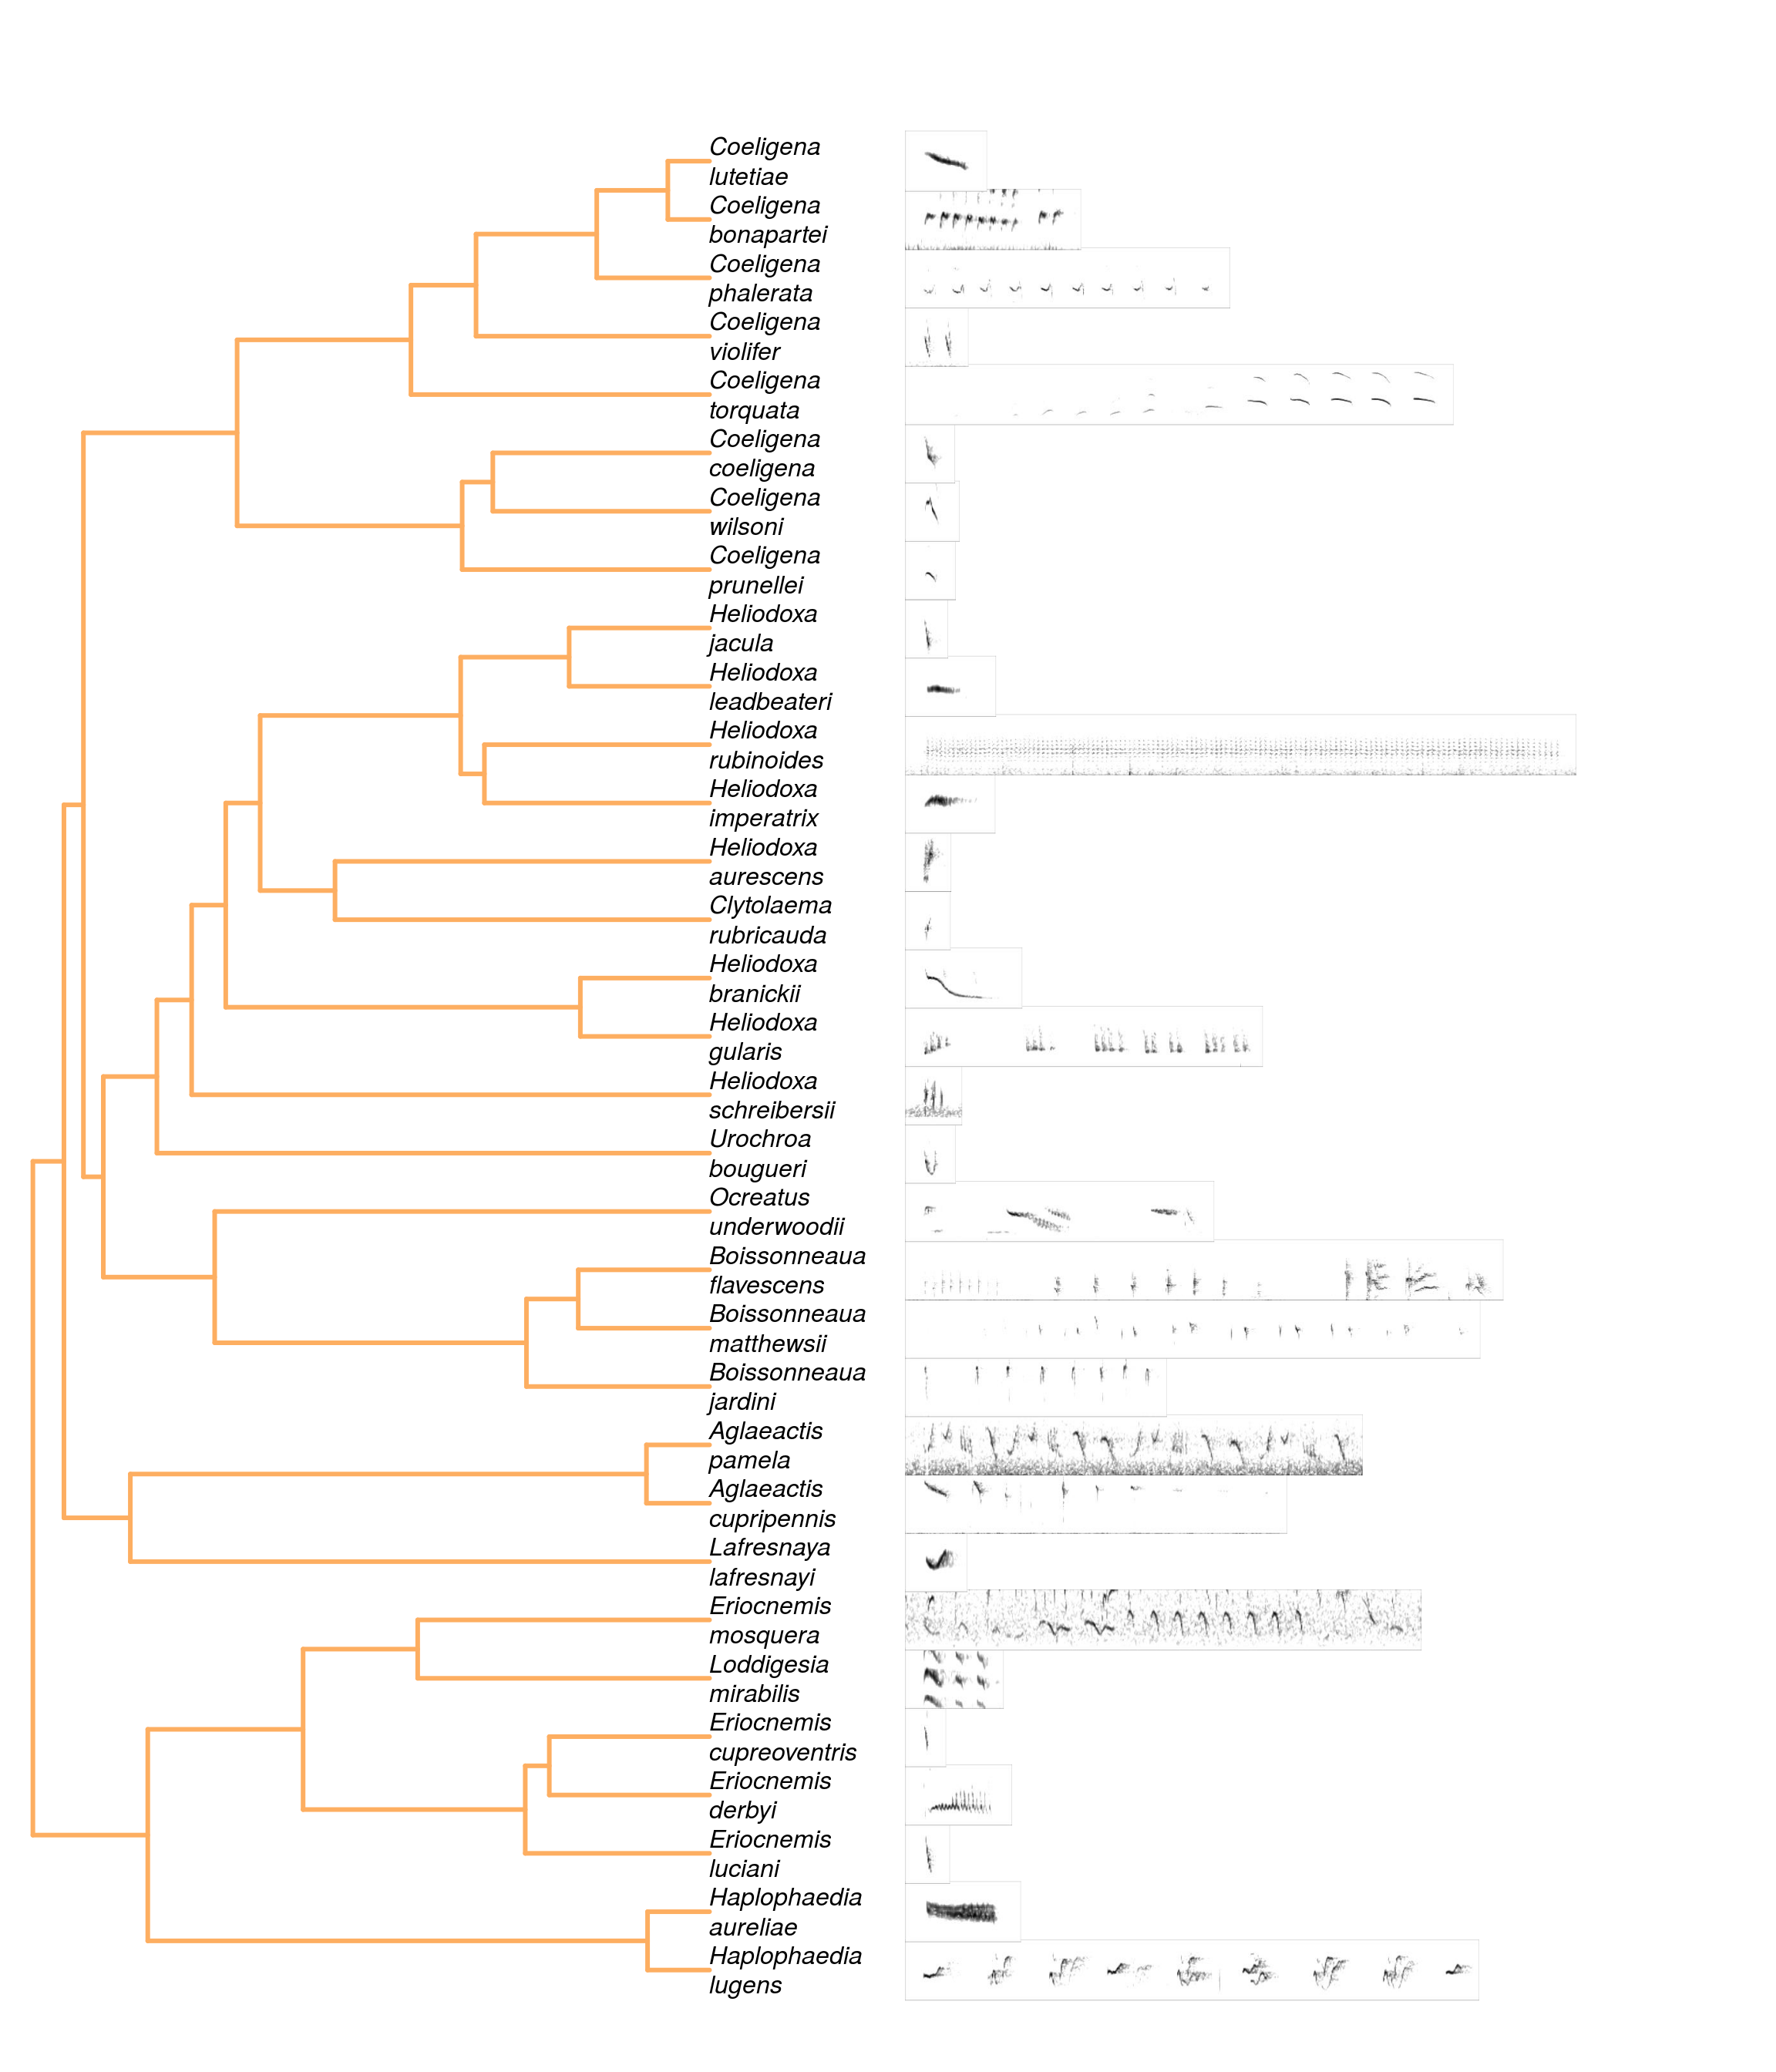 Coeligena
lutetiae
Coeligena
bonapartei
Coeligena
phalerata
Coeligena
violifer
Coeligena
torquata
Coeligena
coeligena
Coeligena
wilsoni
Coeligena
prunellei
Heliodoxa
jacula
Heliodoxa
leadbeateri
Heliodoxa
rubinoides
Heliodoxa
imperatrix
Heliodoxa
aurescens
Clytolaema
rubricauda
Heliodoxa
branickii
Heliodoxa
gularis
Heliodoxa
schreibersii
Urochroa
bougueri
Ocreatus
underwoodii
Boissonneaua
flavescens
Boissonneaua
matthewsii
Boissonneaua
jardini
Aglaeactis
pamela
Aglaeactis
cupripennis
Lafresnaya
lafresnayi
Eriocnemis
mosquera
Loddigesia
mirabilis
Eriocnemis
cupreoventris
Eriocnemis
derbyi
Eriocnemis
luciani
Haplophaedia
aureliae
Haplophaedia
lugens